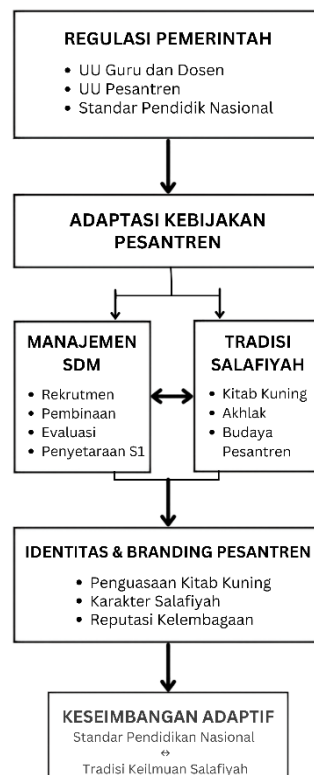 REGULASI PEMERINTAH
• UU Guru dan Dosen
• UU Pesantren
• Standar Pendidik Nasional
ADAPTASI KEBIJAKAN
PESANTREN
MANAJEMEN
SDM
• Rekrutmen
• Pembinaan
• Evaluasi
• Penyetaraan S1
TRADISI
SALAFIYAH
• Kitab Kuning
• Akhlak
• Budaya
Pesantren
IDENTITAS & BRANDING PESANTREN
• Penguasaan Kitab Kuning
• Karakter Salafiyah
• Reputasi Kelembagaan
KESEIMBANGAN ADAPTIF
Standar Pendidikan Nasional
↔
Tradisi Keilmuan Salafiyah